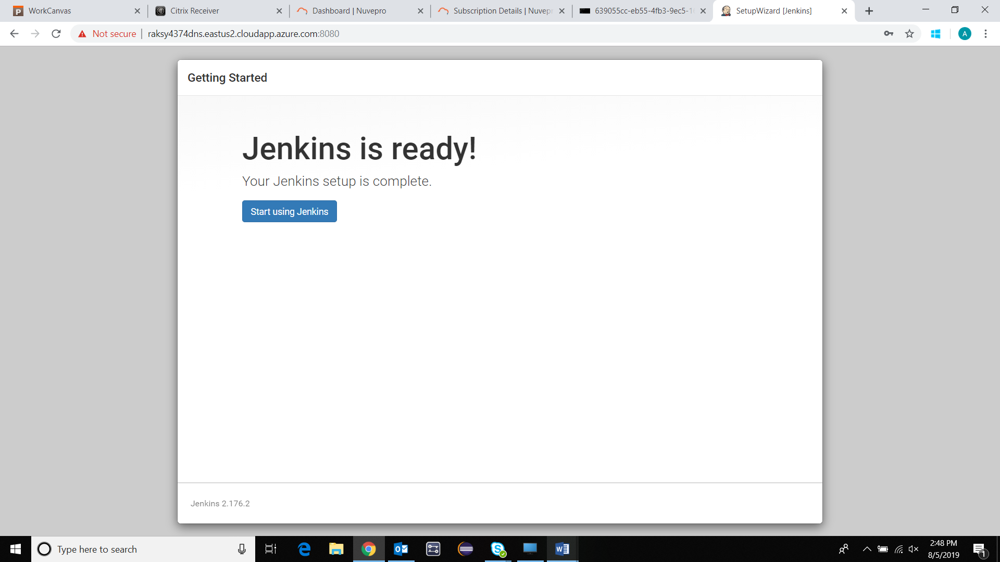 WorkCanvas
Citrix Receiver
Dashboard | Nuvepro
Subscription Details | Nuvepr
639055cc-eb55-4fb3-9ec5-1
SetupWizard [Jenkins]
Not secure
raksy4374dns.eastus2.cloudapp.azure.com:8080
A
Getting Started
Jenkins is ready!
Your Jenkins setup is complete.
Start using Jenkins
Jenkins 2.176.2
Type here to search
2:48 PM
8/5/2019
1